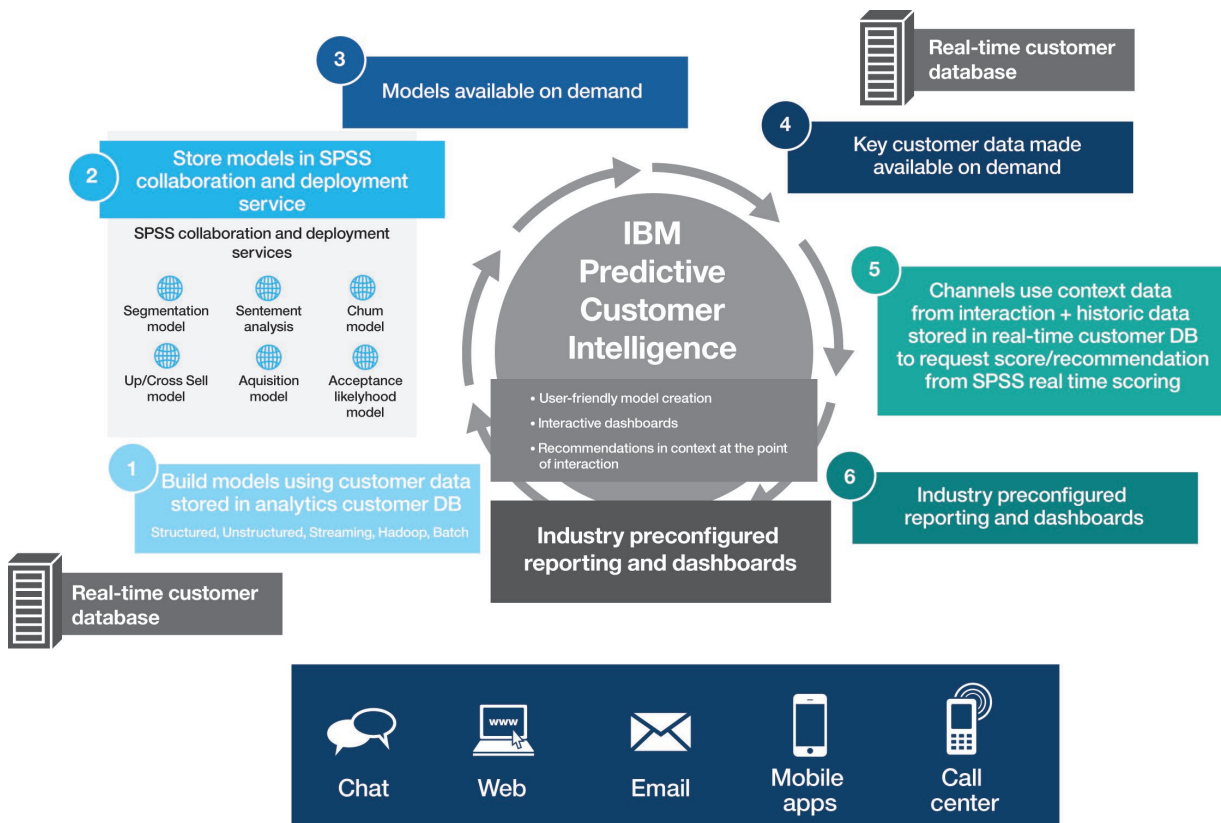 3
Models available on demand
Real-time customer
database
4
Key customer data made
available on demand
2
Store models in SPSS
collaboration and deployment
service
SPSS collaboration and deployment
services
Segmentation
model
Sentement
analysis
Chum
model
Up/Cross Sell
model
Aquisition
model
Acceptance
likelyhood
model
1
Build models using customer data
stored in analytics customer DB
Structured, Unstructured, Streaming, Hadoop, Batch
Real-time customer
database
IBM
Predictive
Customer
Intelligence
• User-friendly model creation
• Interactive dashboards
• Recommendations in context at the point
of interaction
Industry preconfigured
reporting and dashboards
5
Channels use context data
from interaction + historic data
stored in real-time customer DB
to request score/recommendation
from SPSS real time scoring
6
Industry preconfigured
reporting and dashboards
Chat
www
Web
Email
Mobile
apps
Call
center